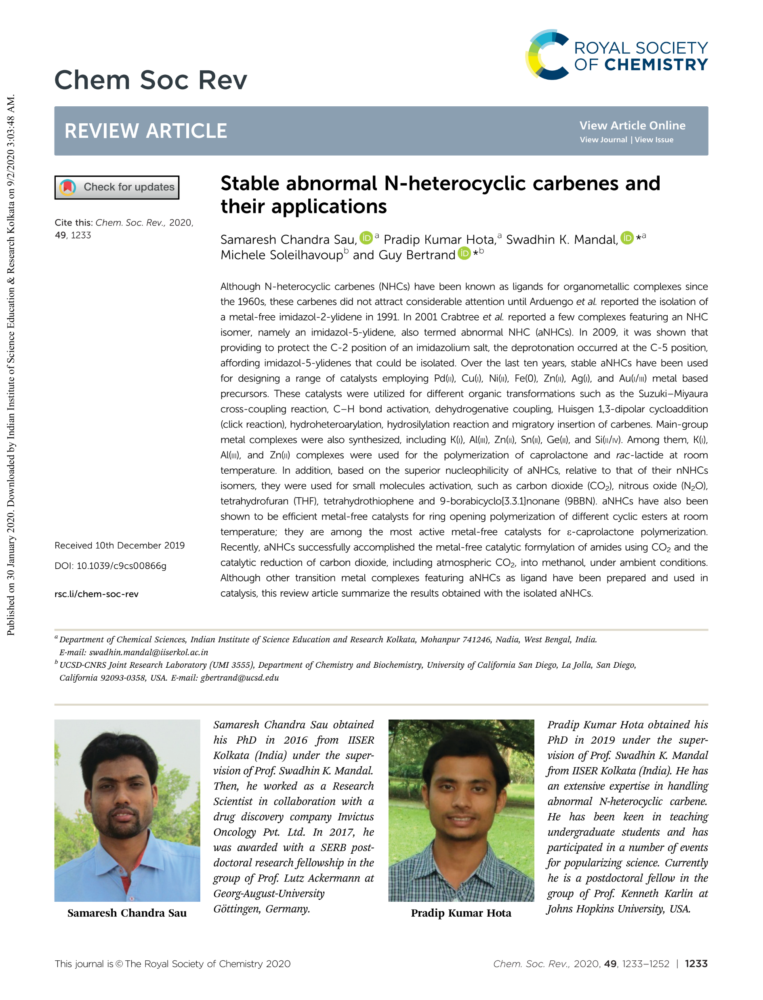 ROYAL SOCIETY
OF CHEMISTRY
Chem Soc Rev
REVIEW ARTICLE
View Article Online
View Journal | View Issue
Published on 30 January 2020. Downloaded by Indian Institute of Science Education & Research Kolkata on 9/2/2020 3:03:48 AM.
Check for updates
Cite this: Chem. Soc. Rev., 2020,
49, 1233
Stable abnormal N-heterocyclic carbenes and
their applications
Samaresh Chandra Sau, iD a Pradip Kumar Hota,a Swadhin K. Mandal, iD *a
Michele Soleilhavoupb and Guy Bertrand iD *b
Although N-heterocyclic carbenes (NHCs) have been known as ligands for organometallic complexes since
the 1960s, these carbenes did not attract considerable attention until Arduengo et al. reported the isolation of
a metal-free imidazol-2-ylidene in 1991. In 2001 Crabtree et al. reported a few complexes featuring an NHC
isomer, namely an imidazol-5-ylidene, also termed abnormal NHC (aNHCs). In 2009, it was shown that
providing to protect the C-2 position of an imidazolium salt, the deprotonation occurred at the C-5 position,
affording imidazol-5-ylidenes that could be isolated. Over the last ten years, stable aNHCs have been used
for designing a range of catalysts employing Pd(II), Cu(I), Ni(II), Fe(0), Zn(II), Ag(I), and Au(I/III) metal based
precursors. These catalysts were utilized for different organic transformations such as the Suzuki–Miyaura
cross-coupling reaction, C–H bond activation, dehydrogenative coupling, Huisgen 1,3-dipolar cycloaddition
(click reaction), hydroheteroarylation, hydrosilylation reaction and migratory insertion of carbenes. Main-group
metal complexes were also synthesized, including K(I), Al(III), Zn(II), Sn(II), Ge(II), and Si(II/IV). Among them, K(I),
Al(III), and Zn(II) complexes were used for the polymerization of caprolactone and rac-lactide at room
temperature. In addition, based on the superior nucleophilicity of aNHCs, relative to that of their nNHCs
isomers, they were used for small molecules activation, such as carbon dioxide (CO2), nitrous oxide (N2O),
tetrahydrofuran (THF), tetrahydrothiophene and 9-borabicyclo[3.3.1]nonane (9BBN). aNHCs have also been
shown to be efficient metal-free catalysts for ring opening polymerization of different cyclic esters at room
temperature; they are among the most active metal-free catalysts for ε-caprolactone polymerization.
Recently, aNHCs successfully accomplished the metal-free catalytic formylation of amides using CO2 and the
catalytic reduction of carbon dioxide, including atmospheric CO2, into methanol, under ambient conditions.
Although other transition metal complexes featuring aNHCs as ligand have been prepared and used in
catalysis, this review article summarize the results obtained with the isolated aNHCs.
Received 10th December 2019
DOI: 10.1039/c9cs00866g
rsc.li/chem-soc-rev
a Department of Chemical Sciences, Indian Institute of Science Education and Research Kolkata, Mohanpur 741246, Nadia, West Bengal, India.
E-mail: swadhin.mandal@iiserkol.ac.in
b UCSD-CNRS Joint Research Laboratory (UMI 3555), Department of Chemistry and Biochemistry, University of California San Diego, La Jolla, San Diego,
California 92093-0358, USA. E-mail: gbertrand@ucsd.edu
Samaresh Chandra Sau obtained
his PhD in 2016 from IISER
Kolkata (India) under the super-
vision of Prof. Swadhin K. Mandal.
Then, he worked as a Research
Scientist in collaboration with a
drug discovery company Invictus
Oncology Pvt. Ltd. In 2017, he
was awarded with a SERB post-
doctoral research fellowship in the
group of Prof. Lutz Ackermann at
Georg-August-University
Göttingen, Germany.
Samaresh Chandra Sau
Pradip Kumar Hota obtained his
PhD in 2019 under the super-
vision of Prof. Swadhin K. Mandal
from IISER Kolkata (India). He has
an extensive expertise in handling
abnormal N-heterocyclic carbene.
He has been keen in teaching
undergraduate students and has
participated in a number of events
for popularizing science. Currently
he is a postdoctoral fellow in the
group of Prof. Kenneth Karlin at
Johns Hopkins University, USA.
Pradip Kumar Hota
This journal is © The Royal Society of Chemistry 2020
Chem. Soc. Rev., 2020, 49, 1233–1252 | 1233